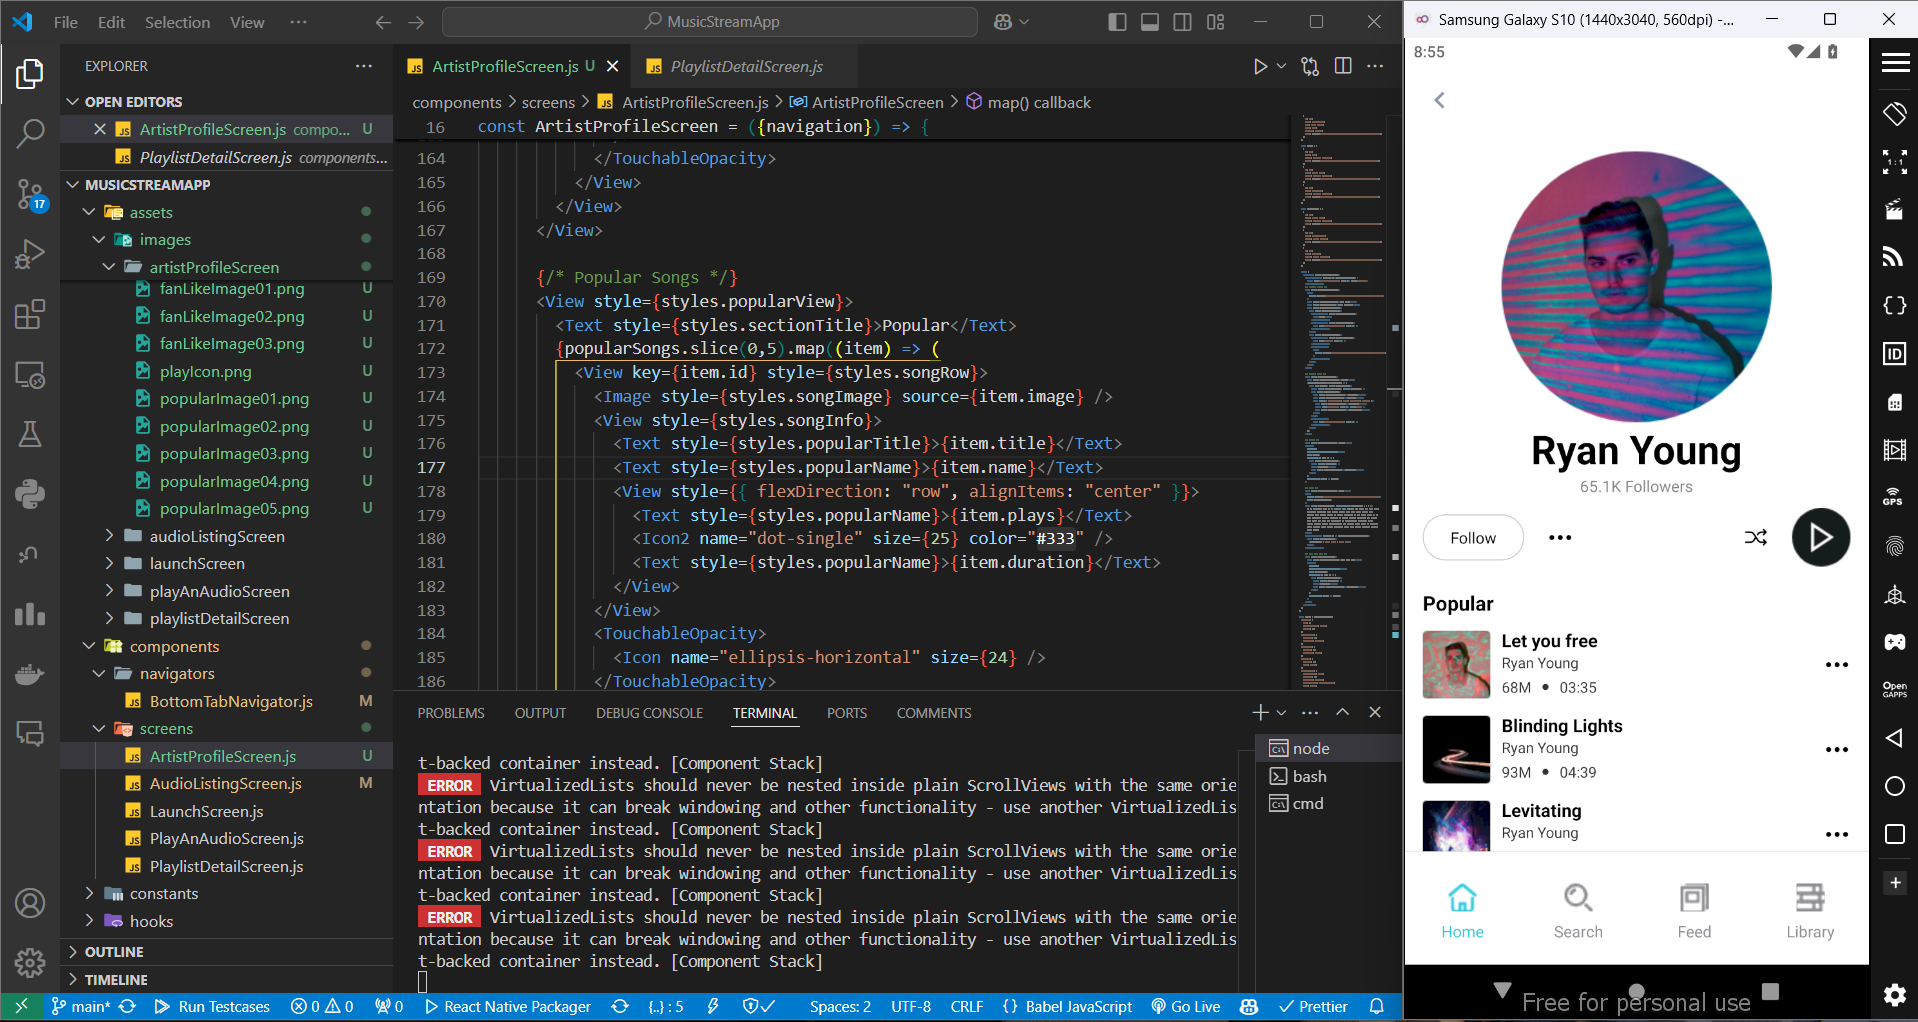 File Edit Selection View ···
MusicStreamApp
EXPLORER
OPEN EDITORS
ArtistProfileScreen.js compo... U
PlaylistDetailScreen.js components...
MUSICSTREAMAPP
assets
images
artistProfileScreen
fanLikeImage01.png U
fanLikeImage02.png U
fanLikeImage03.png U
playIcon.png U
popularImage01.png U
popularImage02.png U
popularImage03.png U
popularImage04.png U
popularImage05.png U
audioListingScreen
launchScreen
playAnAudioScreen
playlistDetailScreen
components
navigators
BottomTabNavigator.js M
screens
ArtistProfileScreen.js U
AudioListingScreen.js M
LaunchScreen.js
PlayAnAudioScreen.js
PlaylistDetailScreen.js
constants
hooks
OUTLINE
TIMELINE
17
ArtistProfileScreen.js U
PlaylistDetailScreen.js
components > screens > ArtistProfileScreen.js > ArtistProfileScreen > map() callback
16 const ArtistProfileScreen = ({navigation}) => {
164 </TouchableOpacity>
165 </View>
166 </View>
167 </View>
168
169 {/* Popular Songs */}
170 <View style={styles.popularView}>
171 <Text style={styles.sectionTitle}>Popular</Text>
172 {popularSongs.slice(0,5).map((item) => (
173 <View key={item.id} style={styles.songRow}>
174 <Image style={styles.songImage} source={item.image} />
175 <View style={styles.songInfo}>
176 <Text style={styles.popularTitle}>{item.title}</Text>
177 <Text style={styles.popularName}>{item.name}</Text>
178 <View style={{ flexDirection: "row", alignItems: "center" }}>
179 <Text style={styles.popularName}>{item.plays}</Text>
180 <Icon2 name="dot-single" size={25} color="#333" />
181 <Text style={styles.popularName}>{item.duration}</Text>
182 </View>
183 </View>
184 <TouchableOpacity>
185 <Icon name="ellipsis-horizontal" size={24} />
186 </TouchableOpacity>
PROBLEMS OUTPUT DEBUG CONSOLE TERMINAL PORTS COMMENTS
t-backed container instead. [Component Stack]
ERROR VirtualizedLists should never be nested inside plain ScrollViews with the same orie
ntation because it can break windowing and other functionality - use another VirtualizedLis
t-backed container instead. [Component Stack]
ERROR VirtualizedLists should never be nested inside plain ScrollViews with the same orie
ntation because it can break windowing and other functionality - use another VirtualizedLis
t-backed container instead. [Component Stack]
ERROR VirtualizedLists should never be nested inside plain ScrollViews with the same orie
ntation because it can break windowing and other functionality - use another VirtualizedLis
t-backed container instead. [Component Stack]
node
bash
cmd
main* Run Testcases 0 0 0 React Native Packager {..} : 5 Spaces: 2 UTF-8 CRLF {} Babel JavaScript Go Live Prettier
Samsung Galaxy S10 (1440x3040, 560dpi) -...
8:55
Ryan Young
65.1K Followers
Follow
Popular
Let you free
Ryan Young
68M • 03:35
Blinding Lights
Ryan Young
93M • 04:39
Levitating
Ryan Young
Home Search Feed Library
Free for personal use
1:1
ID
GPS
Open
GAPPS